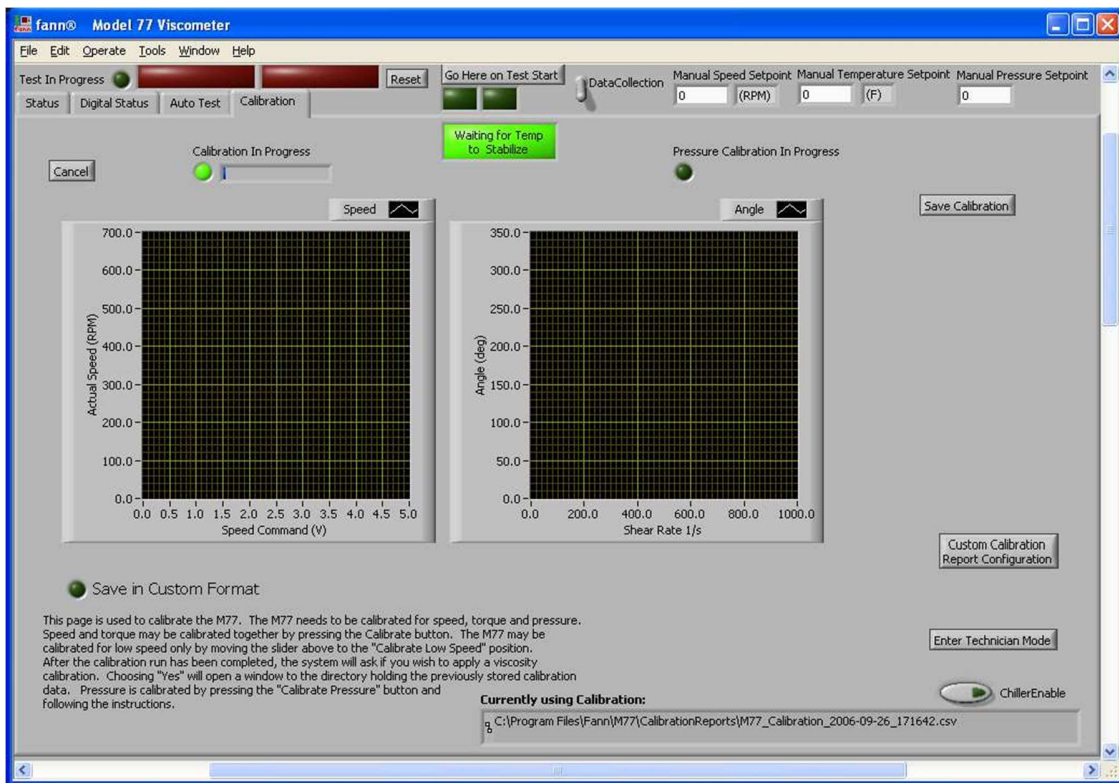 fann® Model 77 Viscometer
File Edit Operate Tools Window Help
Test In Progress
Reset
Go Here on Test Start
DataCollection
Manual Speed Setpoint
0
(RPM)
Manual Temperature Setpoint
0
(F)
Manual Pressure Setpoint
0
Status
Digital Status
Auto Test
Calibration
Waiting for Temp
to Stabilize
Cancel
Calibration In Progress
Pressure Calibration In Progress
Save Calibration
Speed
700.0
600.0
500.0
400.0
300.0
200.0
100.0
0.0
Actual Speed (RPM)
0.0 0.5 1.0 1.5 2.0 2.5 3.0 3.5 4.0 4.5 5.0
Speed Command (V)
Angle
350.0
300.0
250.0
200.0
150.0
100.0
50.0
0.0
Angle (deg)
0.0 200.0 400.0 600.0 800.0 1000.0
Shear Rate 1/s
Custom Calibration
Report Configuration
Save in Custom Format
This page is used to calibrate the M77. The M77 needs to be calibrated for speed, torque and pressure.
Speed and torque may be calibrated together by pressing the Calibrate button. The M77 may be
calibrated for low speed only by moving the slider above to the "Calibrate Low Speed" position.
After the calibration run has been completed, the system will ask if you wish to apply a viscosity
calibration. Choosing "Yes" will open a window to the directory holding the previously stored calibration
data. Pressure is calibrated by pressing the "Calibrate Pressure" button and
following the instructions.
Enter Technician Mode
ChillerEnable
Currently using Calibration:
C:\Program Files\Fann\M77\CalibrationReports\M77_Calibration_2006-09-26_171642.csv